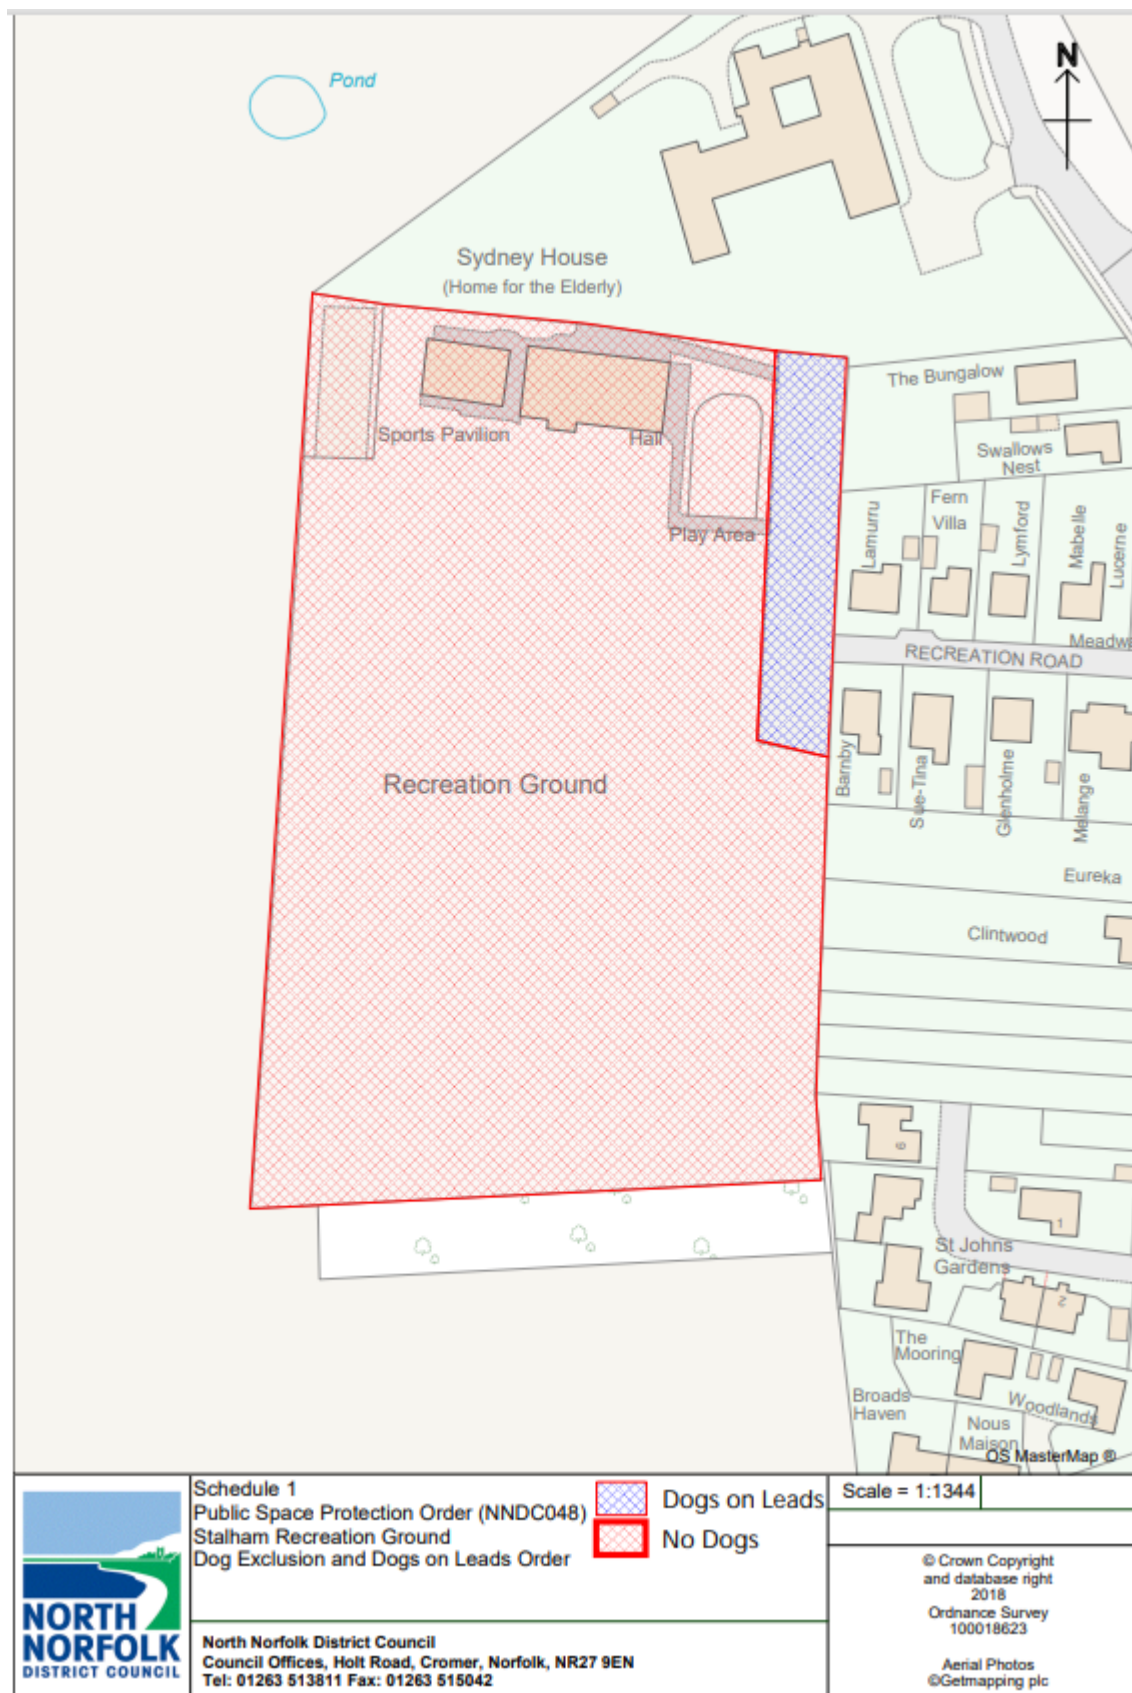 N
Pond
Sydney House
(Home for the Elderly)
The Bungalow
Swallows
Nest
Sports Pavilion
Hall
Play Area
Lamurru
Fern
Villa
Lymford
Mabelle
Lucerne
Meadwa
RECREATION ROAD
Barnby
Sue-Tina
Glenholme
Melange
Recreation Ground
Eureka
Clintwood
6
1
St Johns
Gardens
2
The
Mooring
Broads
Haven
Woodlands
Nous
Maison
OS MasterMap ®
NORTH
NORFOLK
DISTRICT COUNCIL
Schedule 1
Public Space Protection Order (NNDC048)
Stalham Recreation Ground
Dog Exclusion and Dogs on Leads Order
Dogs on Leads
No Dogs
North Norfolk District Council
Council Offices, Holt Road, Cromer, Norfolk, NR27 9EN
Tel: 01263 513811 Fax: 01263 515042
Scale = 1:1344
© Crown Copyright
and database right
2018
Ordnance Survey
100018623
Aerial Photos
©Getmapping plc